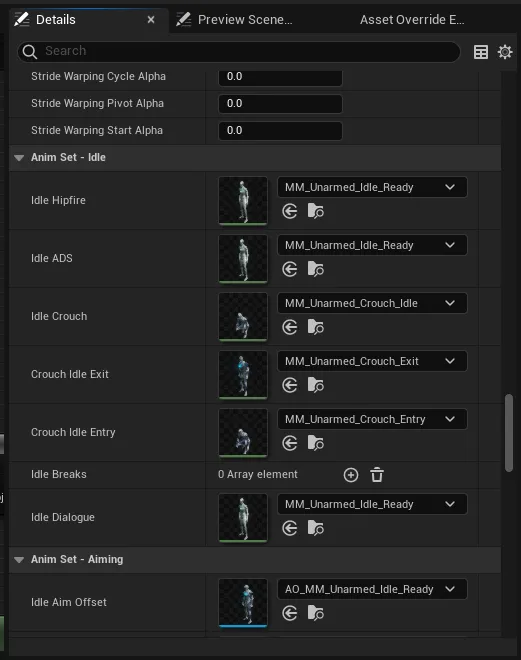 Details
Preview Scene...
Asset Override E...
Search
Stride Warping Cycle Alpha 0.0
Stride Warping Pivot Alpha 0.0
Stride Warping Start Alpha 0.0
Anim Set - Idle
Idle Hipfire MM_Unarmed_Idle_Ready
Idle ADS MM_Unarmed_Idle_Ready
Idle Crouch MM_Unarmed_Crouch_Idle
Crouch Idle Exit MM_Unarmed_Crouch_Exit
Crouch Idle Entry MM_Unarmed_Crouch_Entry
Idle Breaks 0 Array element
Idle Dialogue MM_Unarmed_Idle_Ready
Anim Set - Aiming
Idle Aim Offset AO_MM_Unarmed_Idle_Ready